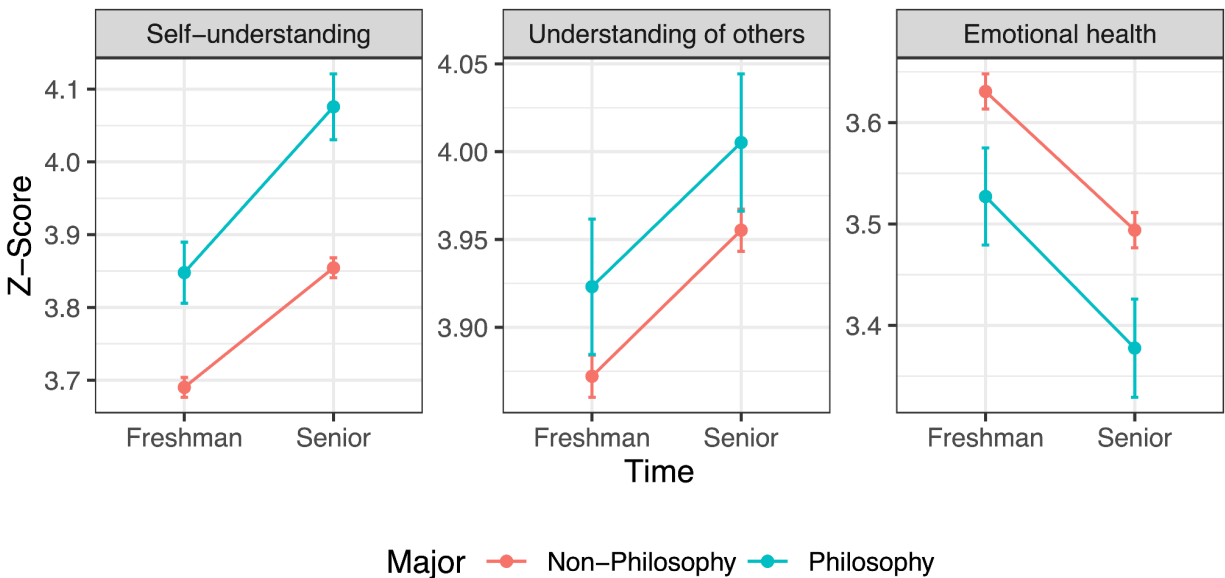 Self−understanding
Understanding of others
Emotional health
Z−Score
4.1
4.0
3.9
3.8
3.7
4.05
4.00
3.95
3.90
3.6
3.5
3.4
Freshman Senior
Freshman Senior
Freshman Senior
Time
Major Non−Philosophy Philosophy